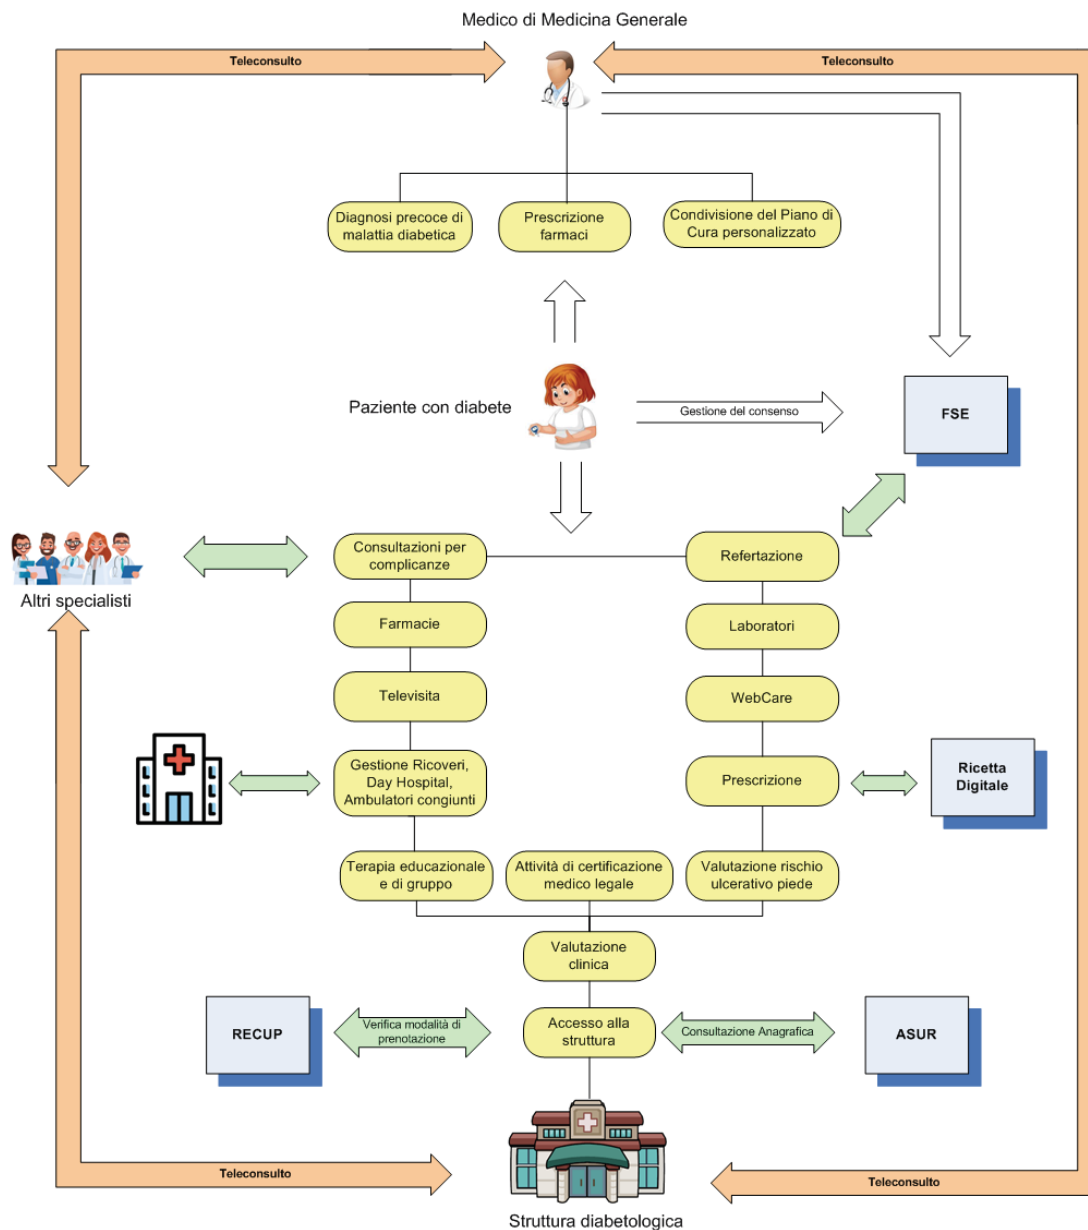 Medico di Medicina Generale
Teleconsulto
Teleconsulto
Diagnosi precoce di
malattia diabetica
Prescrizione
farmaci
Condivisione del Piano di
Cura personalizzato
Paziente con diabete
Gestione del consenso
FSE
Altri specialisti
Consultazioni per
complicanze
Refertazione
Farmacie
Laboratori
Televisita
WebCare
Gestione Ricoveri,
Day Hospital,
Ambulatori congiunti
Prescrizione
Ricetta
Digitale
Terapia educazionale
e di gruppo
Attività di certificazione
medico legale
Valutazione rischio
ulcerativo piede
Valutazione
clinica
RECUP
Verifica modalità di
prenotazione
Accesso alla
struttura
Consultazione Anagrafica
ASUR
Teleconsulto
Teleconsulto
Struttura diabetologica